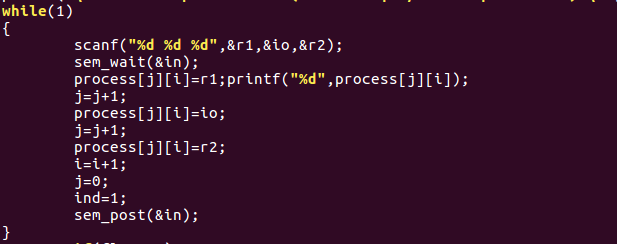 while(1)
{
scanf("%d %d %d",&r1,&io,&r2);
sem_wait(&in);
process[j][i]=r1;printf("%d",process[j][i]);
j=j+1;
process[j][i]=io;
j=j+1;
process[j][i]=r2;
i=i+1;
j=0;
ind=1;
sem_post(&in);
}